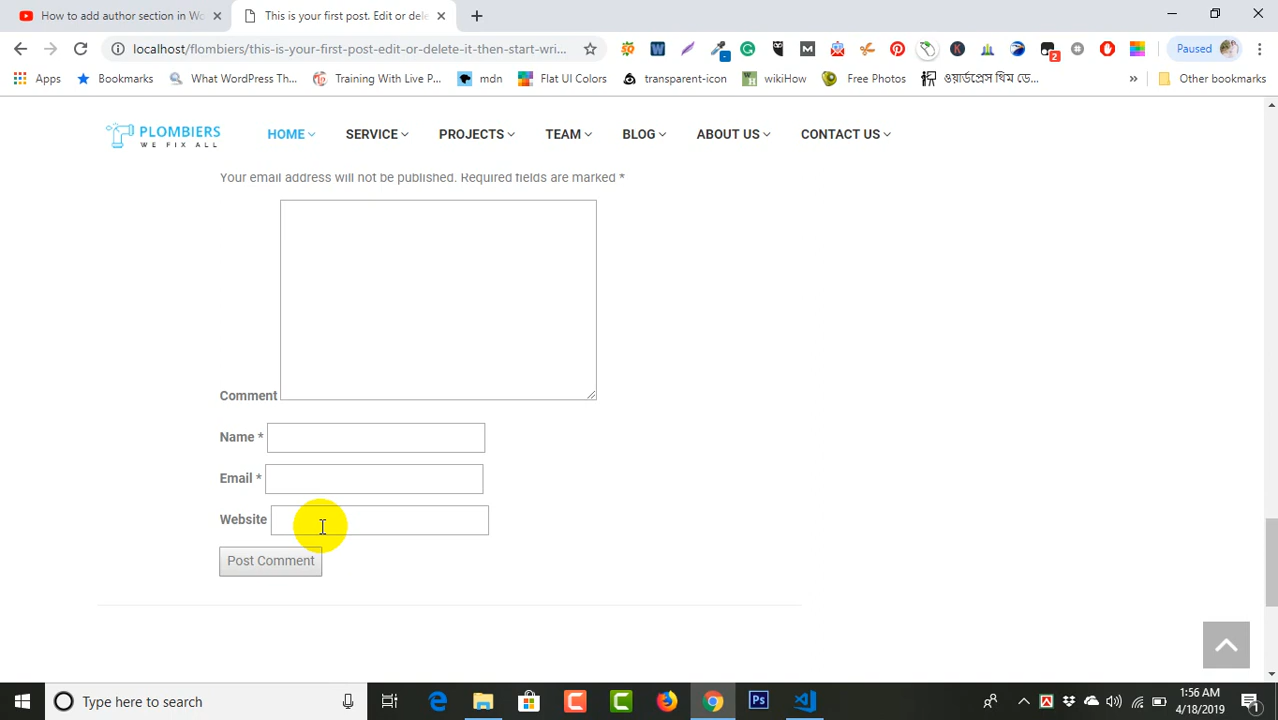 How to add author section in Wo
This is your first post. Edit or dele
localhost/flombiers/this-is-your-first-post-edit-or-delete-it-then-start-wri...
Paused
Apps
Bookmarks
What WordPress Th...
Training With Live P...
mdn
Flat UI Colors
transparent-icon
wikiHow
Free Photos
ওয়ার্ডপ্রেস থিম ডে...
Other bookmarks
PLOMBIERS
WE FIX ALL
HOME
SERVICE
PROJECTS
TEAM
BLOG
ABOUT US
CONTACT US
Your email address will not be published. Required fields are marked *
Comment
Name *
Email *
Website
Post Comment
Type here to search
1:56 AM
4/18/2019